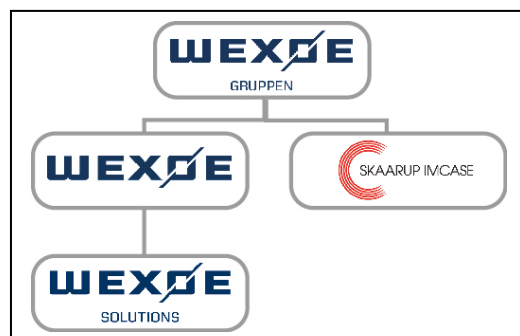 WEXØE
GRUPPEN
WEXØE
SKAARUP IMCASE
WEXØE
SOLUTIONS